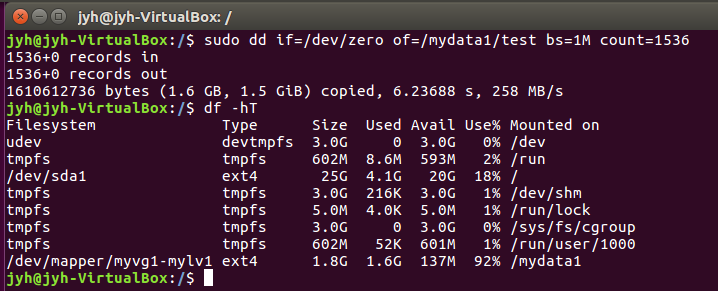 jyh@jyh-VirtualBox: /
jyh@jyh-VirtualBox:/$ sudo dd if=/dev/zero of=/mydata1/test bs=1M count=1536
1536+0 records in
1536+0 records out
1610612736 bytes (1.6 GB, 1.5 GiB) copied, 6.23688 s, 258 MB/s
jyh@jyh-VirtualBox:/$ df -hT
Filesystem              Type      Size  Used Avail Use% Mounted on
udev                    devtmpfs  3.0G     0  3.0G   0% /dev
tmpfs                   tmpfs     602M  8.6M  593M   2% /run
/dev/sda1               ext4       25G  4.1G   20G  18% /
tmpfs                   tmpfs     3.0G  216K  3.0G   1% /dev/shm
tmpfs                   tmpfs     5.0M  4.0K  5.0M   1% /run/lock
tmpfs                   tmpfs     3.0G     0  3.0G   0% /sys/fs/cgroup
tmpfs                   tmpfs     602M   52K  601M   1% /run/user/1000
/dev/mapper/myvg1-mylv1 ext4      1.8G  1.6G  137M  92% /mydata1
jyh@jyh-VirtualBox:/$